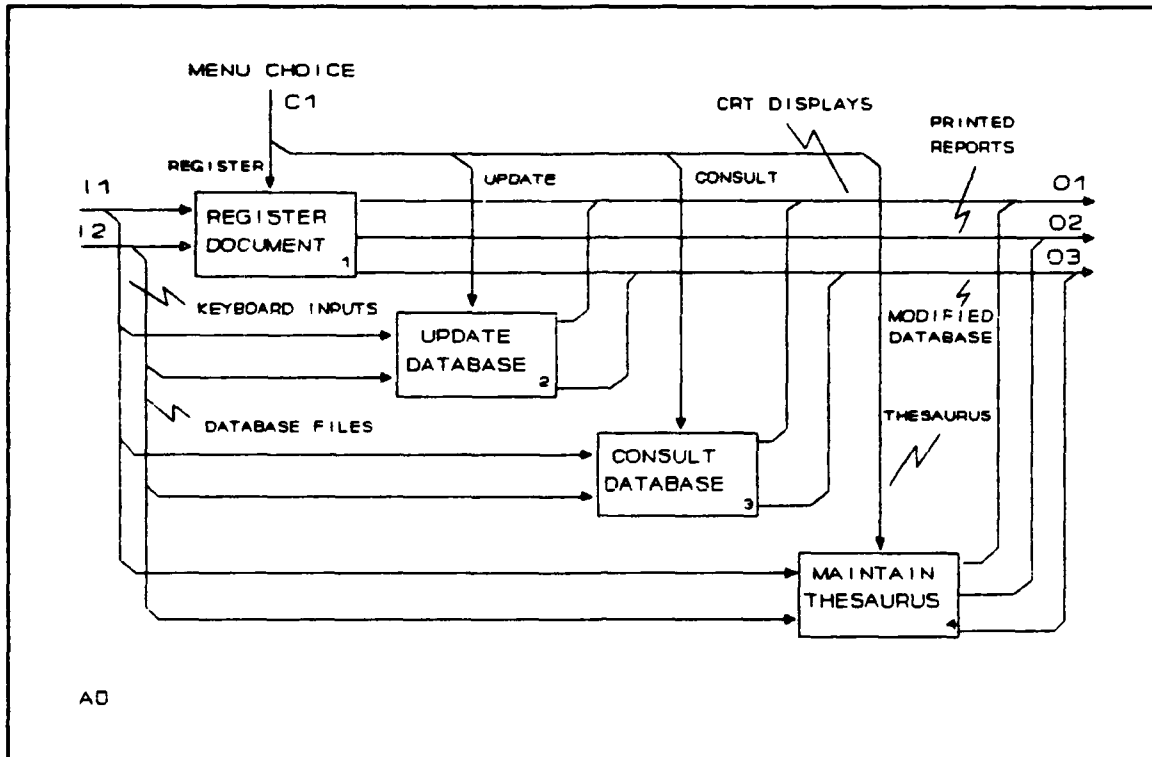 MENU CHOICE
C1
CRT DISPLAYS
PRINTED
REPORTS
REGISTER
UPDATE
CONSULT
I1
O1
REGISTER
DOCUMENT
1
I2
O2
O3
KEYBOARD INPUTS
MODIFIED
DATABASE
UPDATE
DATABASE
2
THESAURUS
DATABASE FILES
CONSULT
DATABASE
3
MAINTAIN
THESAURUS
A0